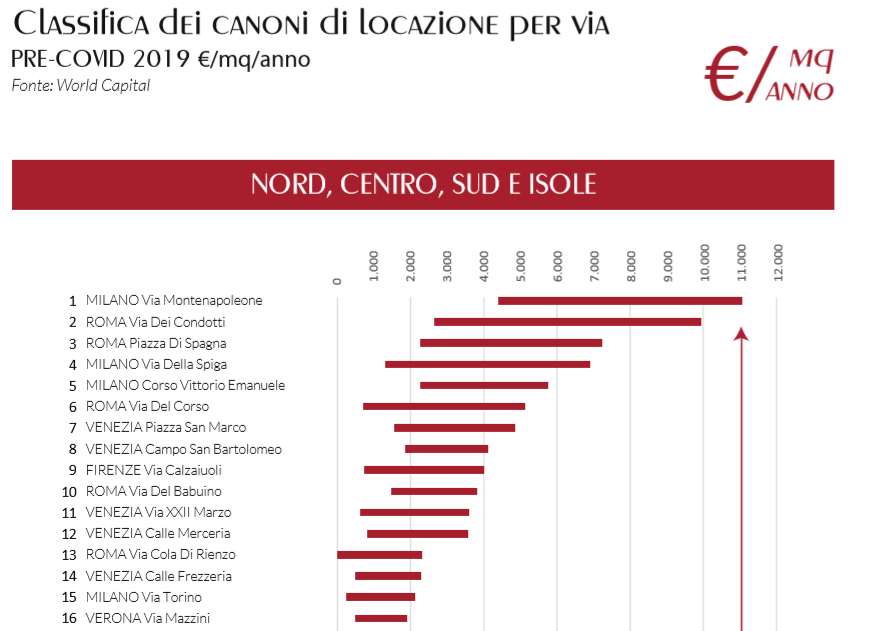 Classifica dei canoni di locazione per via
PRE-COVID 2019 €/mq/anno
Fonte: World Capital
€/MQ ANNO
NORD, CENTRO, SUD E ISOLE
0 1.000 2.000 3.000 4.000 5.000 6.000 7.000 8.000 9.000 10.000 11.000 12.000
1 MILANO Via Montenapoleone
2 ROMA Via Dei Condotti
3 ROMA Piazza Di Spagna
4 MILANO Via Della Spiga
5 MILANO Corso Vittorio Emanuele
6 ROMA Via Del Corso
7 VENEZIA Piazza San Marco
8 VENEZIA Campo San Bartolomeo
9 FIRENZE Via Calzaiuoli
10 ROMA Via Del Babuino
11 VENEZIA Via XXII Marzo
12 VENEZIA Calle Merceria
13 ROMA Via Cola Di Rienzo
14 VENEZIA Calle Frezzeria
15 MILANO Via Torino
16 VERONA Via Mazzini